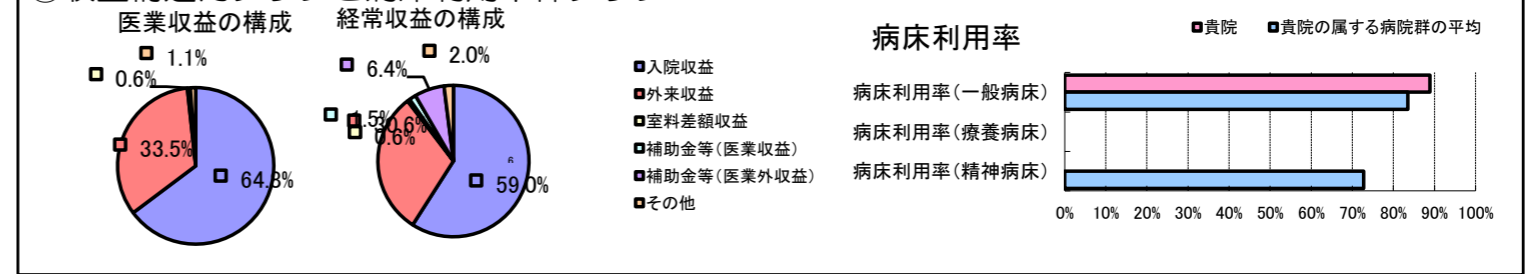 医業収益の構成
1.1%
0.6%
33.5%
64.8%
経常収益の構成
2.0%
6.4%
1.5%
30.6%
0.6%
59.0%
入院収益
外来収益
室料差額収益
補助金等(医業収益)
補助金等(医業外収益)
その他
病床利用率
貴院
貴院の属する病院群の平均
病床利用率(一般病床)
病床利用率(療養病床)
病床利用率(精神病床)
0% 10% 20% 30% 40% 50% 60% 70% 80% 90% 100%